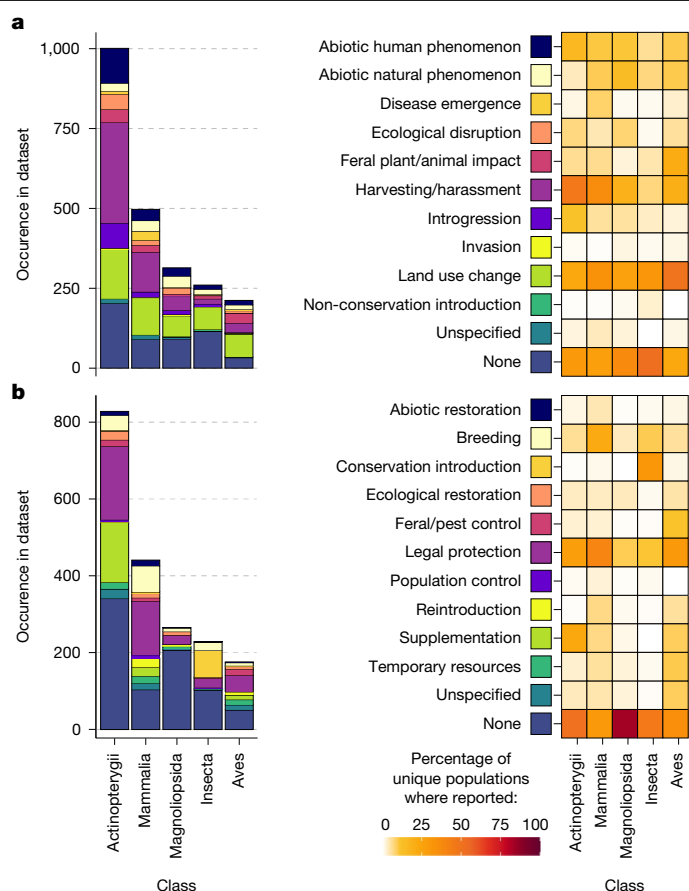 a
1,000
750
500
250
0
Occurence in dataset
Abiotic human phenomenon
Abiotic natural phenomenon
Disease emergence
Ecological disruption
Feral plant/animal impact
Harvesting/harassment
Introgression
Invasion
Land use change
Non-conservation introduction
Unspecified
None
b
800
600
400
200
0
Occurence in dataset
Actinopterygii
Mammalia
Magnoliopsida
Insecta
Aves
Class
Abiotic restoration
Breeding
Conservation introduction
Ecological restoration
Feral/pest control
Legal protection
Population control
Reintroduction
Supplementation
Temporary resources
Unspecified
None
Percentage of
unique populations
where reported:
0 25 50 75 100
Actinopterygii
Mammalia
Magnoliopsida
Insecta
Aves
Class